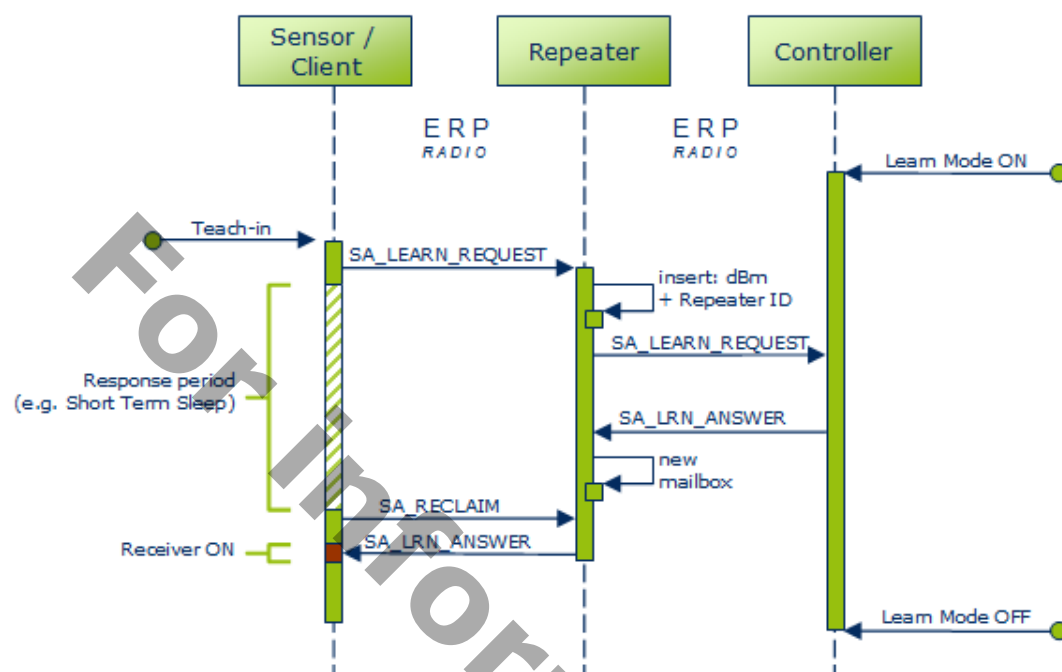 Sensor /
Client
Repeater
Controller
ERP
RADIO
ERP
RADIO
Learn Mode ON
Teach-in
SA_LEARN_REQUEST
insert: dBm
+ Repeater ID
SA_LEARN_REQUEST
Response period
(e.g. Short Term Sleep)
SA_LRN_ANSWER
new
mailbox
SA_RECLAIM
Receiver ON
SA_LRN_ANSWER
Learn Mode OFF
For